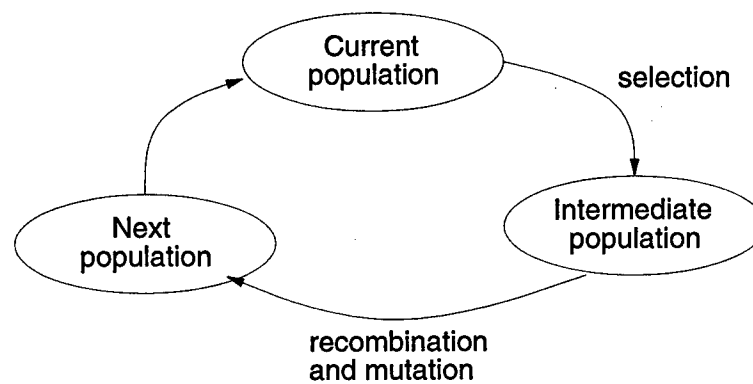 Current
population
selection
Intermediate
population
Next
population
recombination
and mutation